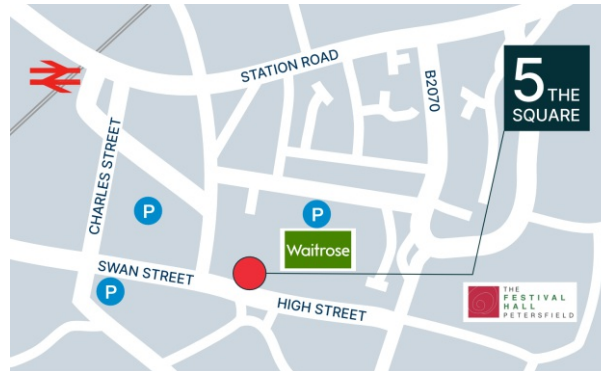 STATION ROAD
B2070
5 THE
SQUARE
CHARLES STREET
P
P
Waitrose
SWAN STREET
P
HIGH STREET
THE
FESTIVAL
HALL
PETERSFIELD